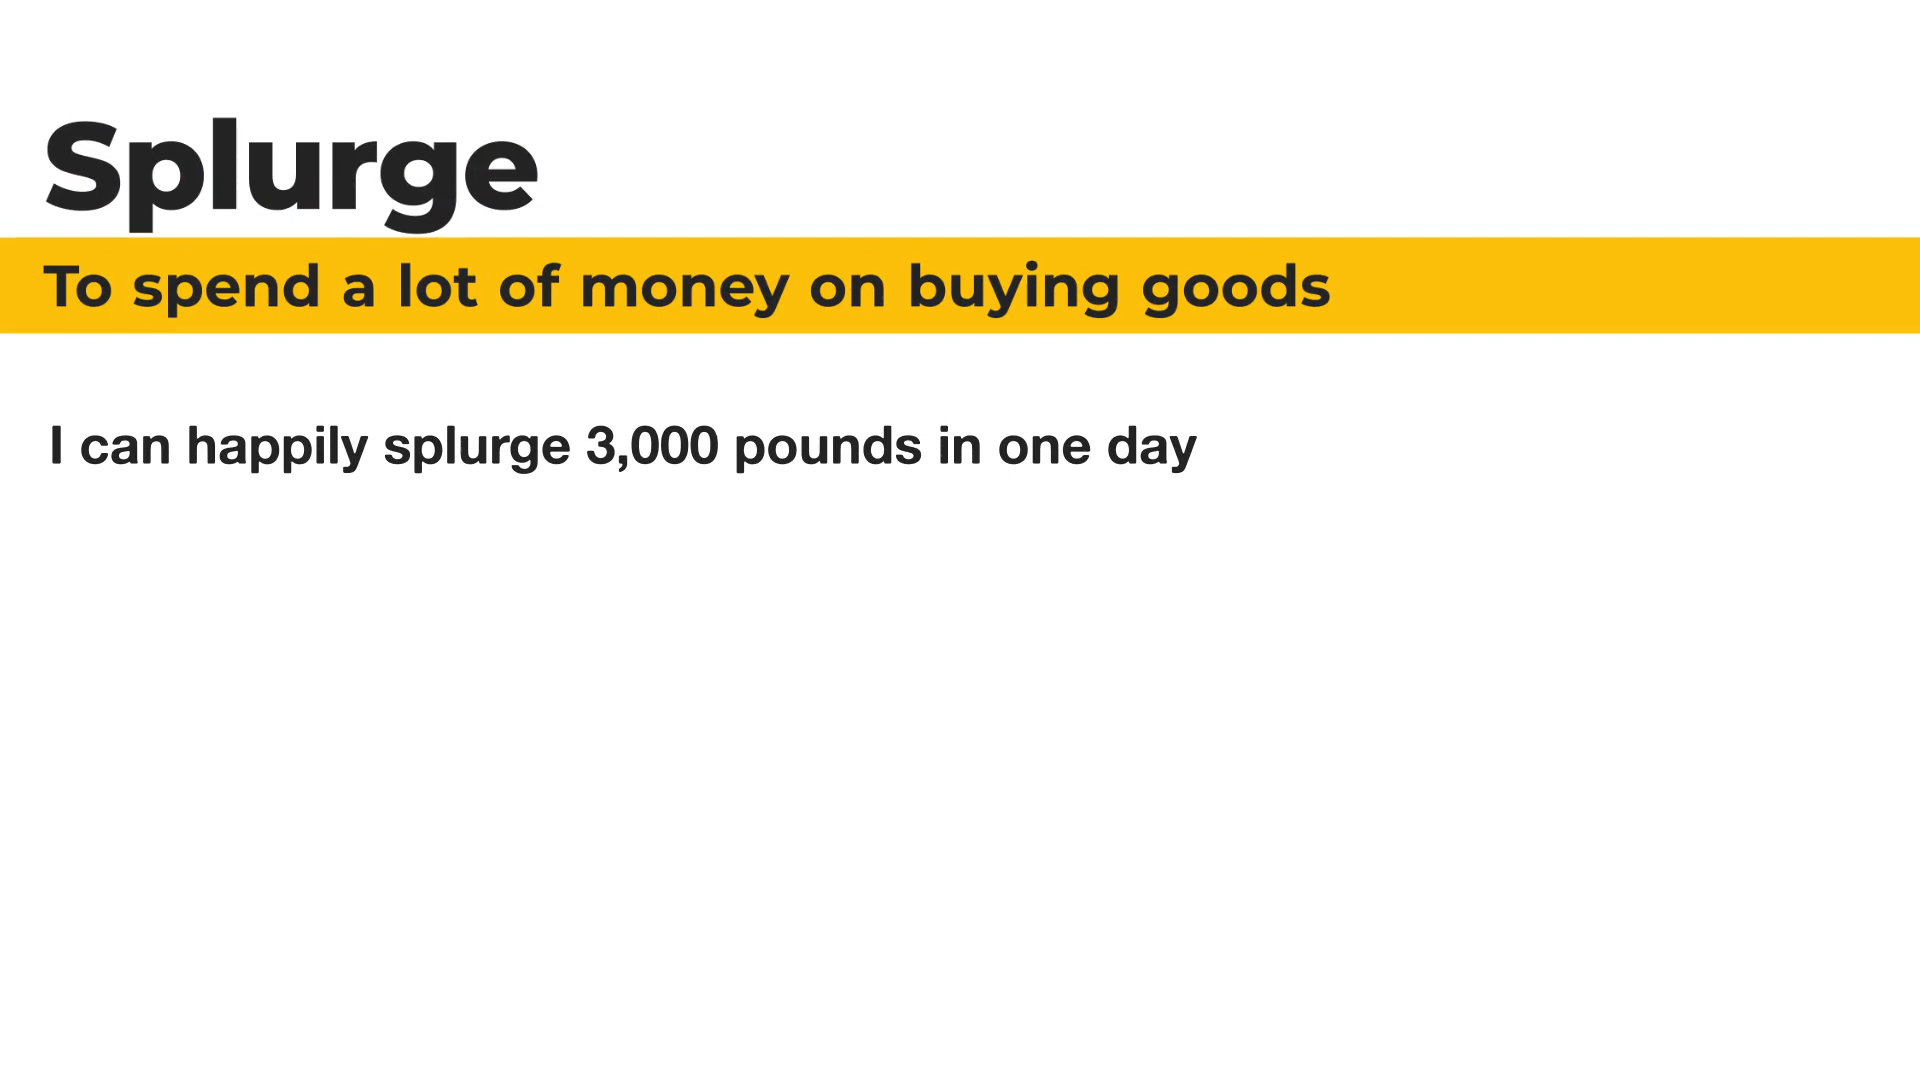 Splurge
To spend a lot of money on buying goods
I can happily splurge 3,000 pounds in one day